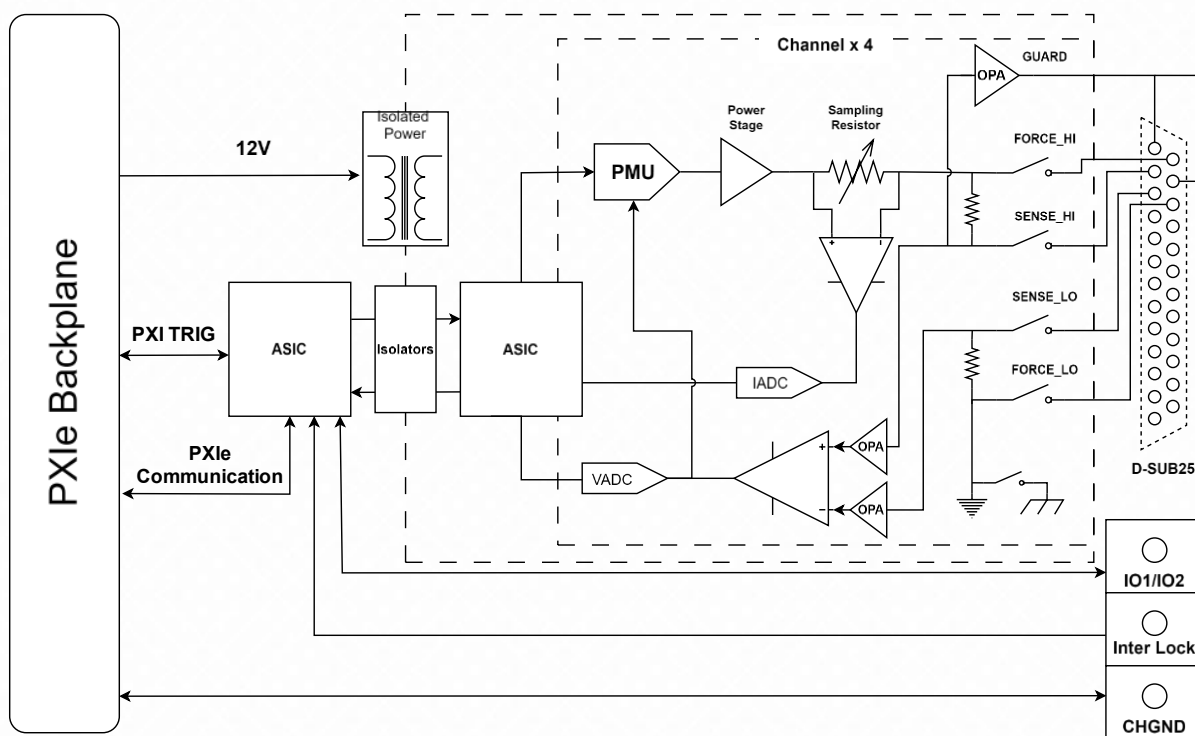 Channel x 4
GUARD
OPA
Isolated
Power
Power
Stage
Sampling
Resistor
12V
FORCE_HI
PMU
SENSE_HI
+
-
PXIe Backplane
SENSE_LO
PXI TRIG
ASIC
Isolators
ASIC
FORCE_LO
IADC
PXIe
Communication
+
OPA
VADC
D-SUB25
−
OPA
IO1/IO2
Inter Lock
CHGND